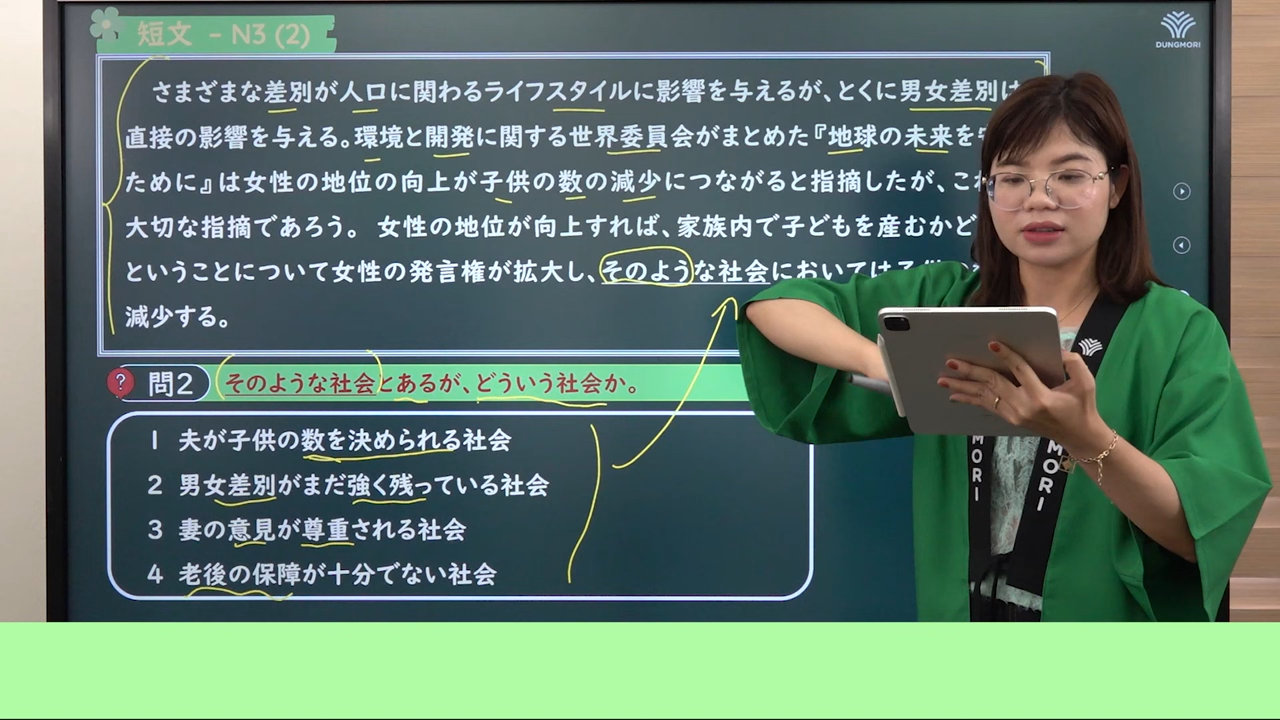 短文 - N3 (2)
DUNGMORI
さまざまな差別が人口に関わるライフスタイルに影響を与えるが、とくに男女差別は
直接の影響を与える。環境と開発に関する世界委員会がまとめた『地球の未来を
ために』は女性の地位の向上が子供の数の減少につながると指摘したが、これ
大切な指摘であろう。 女性の地位が向上すれば、家族内で子どもを産むかど
ということについて女性の発言権が拡大し、そのような社会においては子供の
減少する。
? 問2 そのような社会とあるが、どういう社会か。
1 夫が子供の数を決められる社会
2 男女差別がまだ強く残っている社会
3 妻の意見が尊重される社会
4 老後の保障が十分でない社会
MORI
MORI